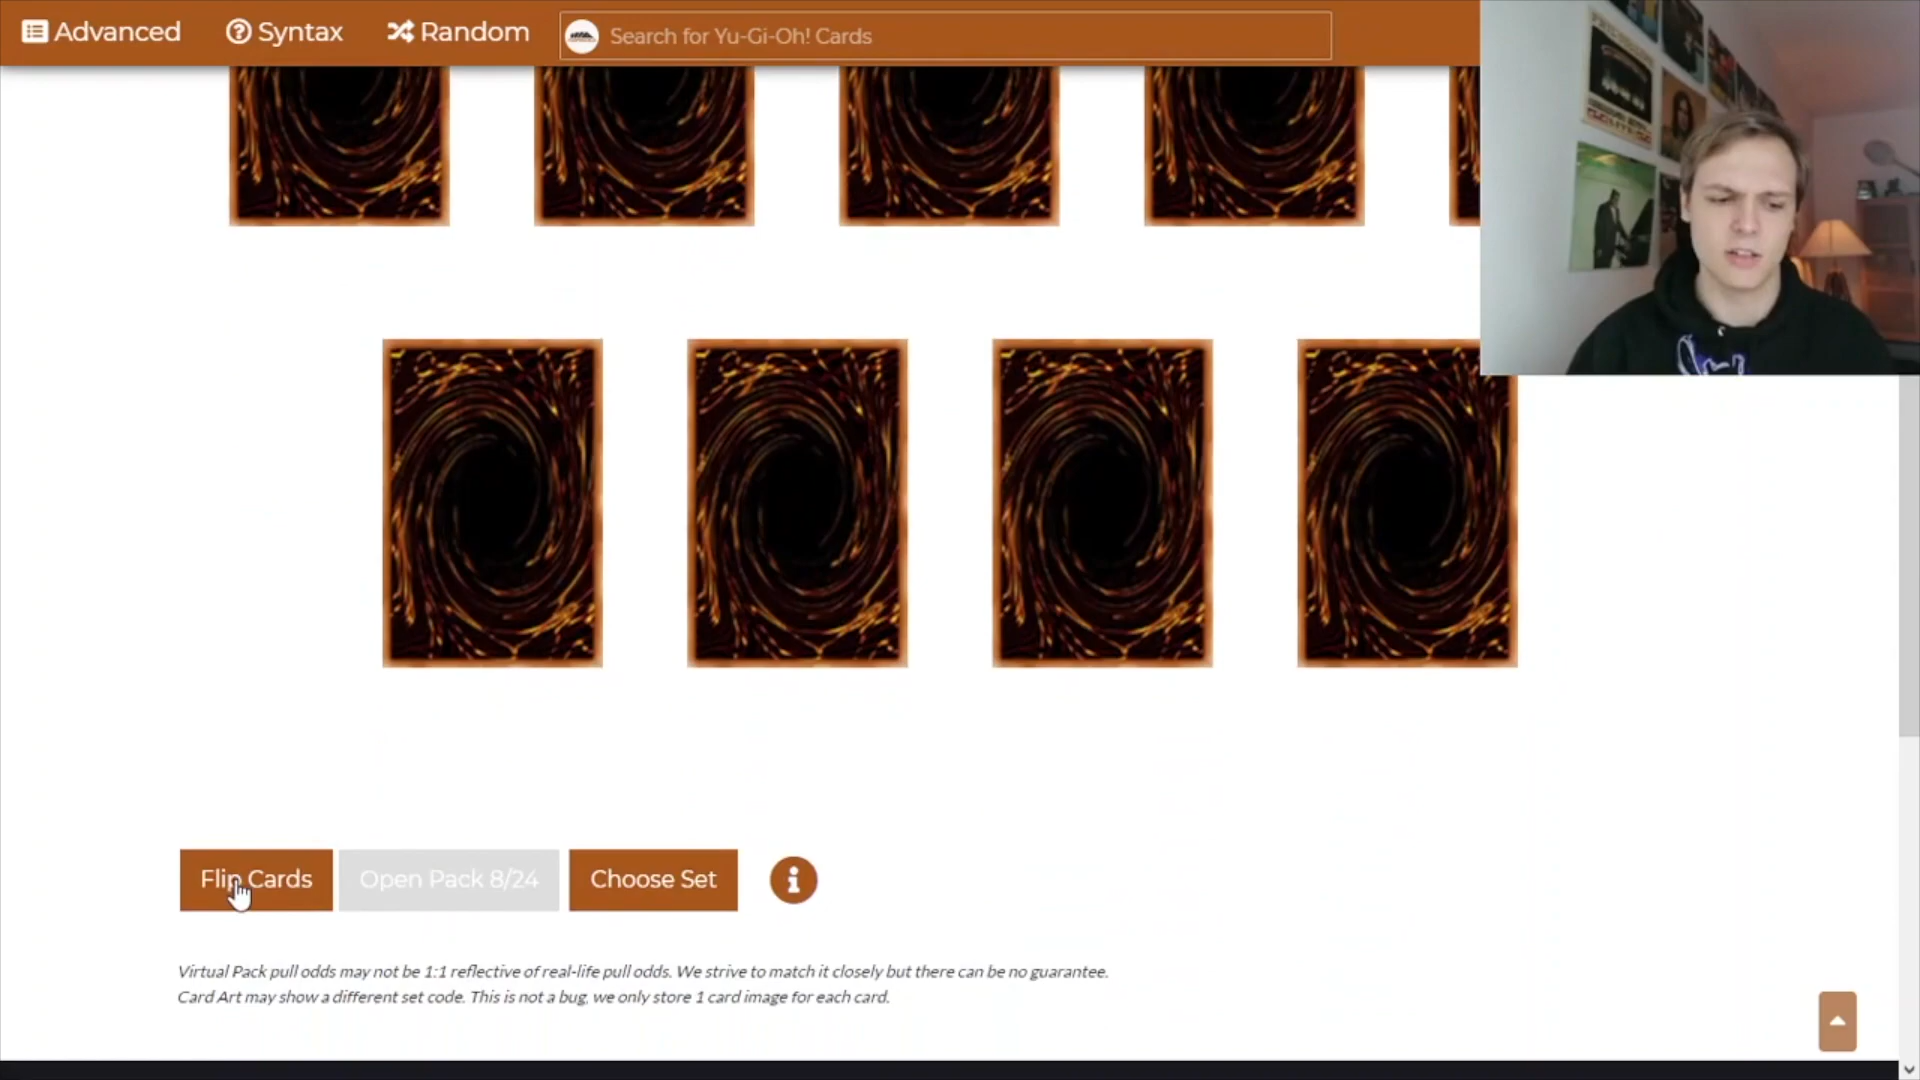 Advanced
Syntax
Random
Search for Yu-Gi-Oh! Cards
Flip Cards
Open Pack 8/24
Choose Set
Virtual Pack pull odds may not be 1:1 reflective of real-life pull odds. We strive to match it closely but there can be no guarantee.
Card Art may show a different set code. This is not a bug, we only store 1 card image for each card.